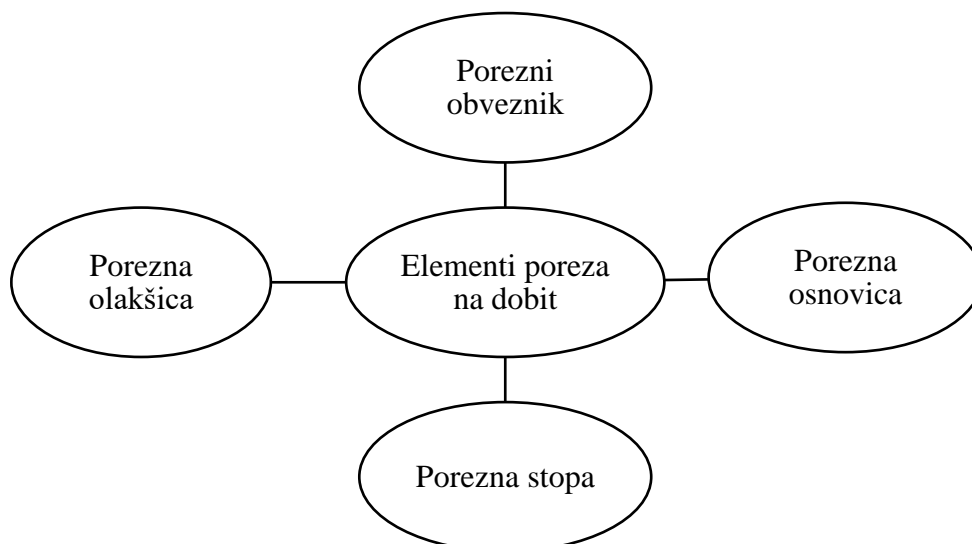 Porezni
obveznik
Porezna
olakšica
Elementi poreza
na dobit
Porezna
osnovica
Porezna stopa